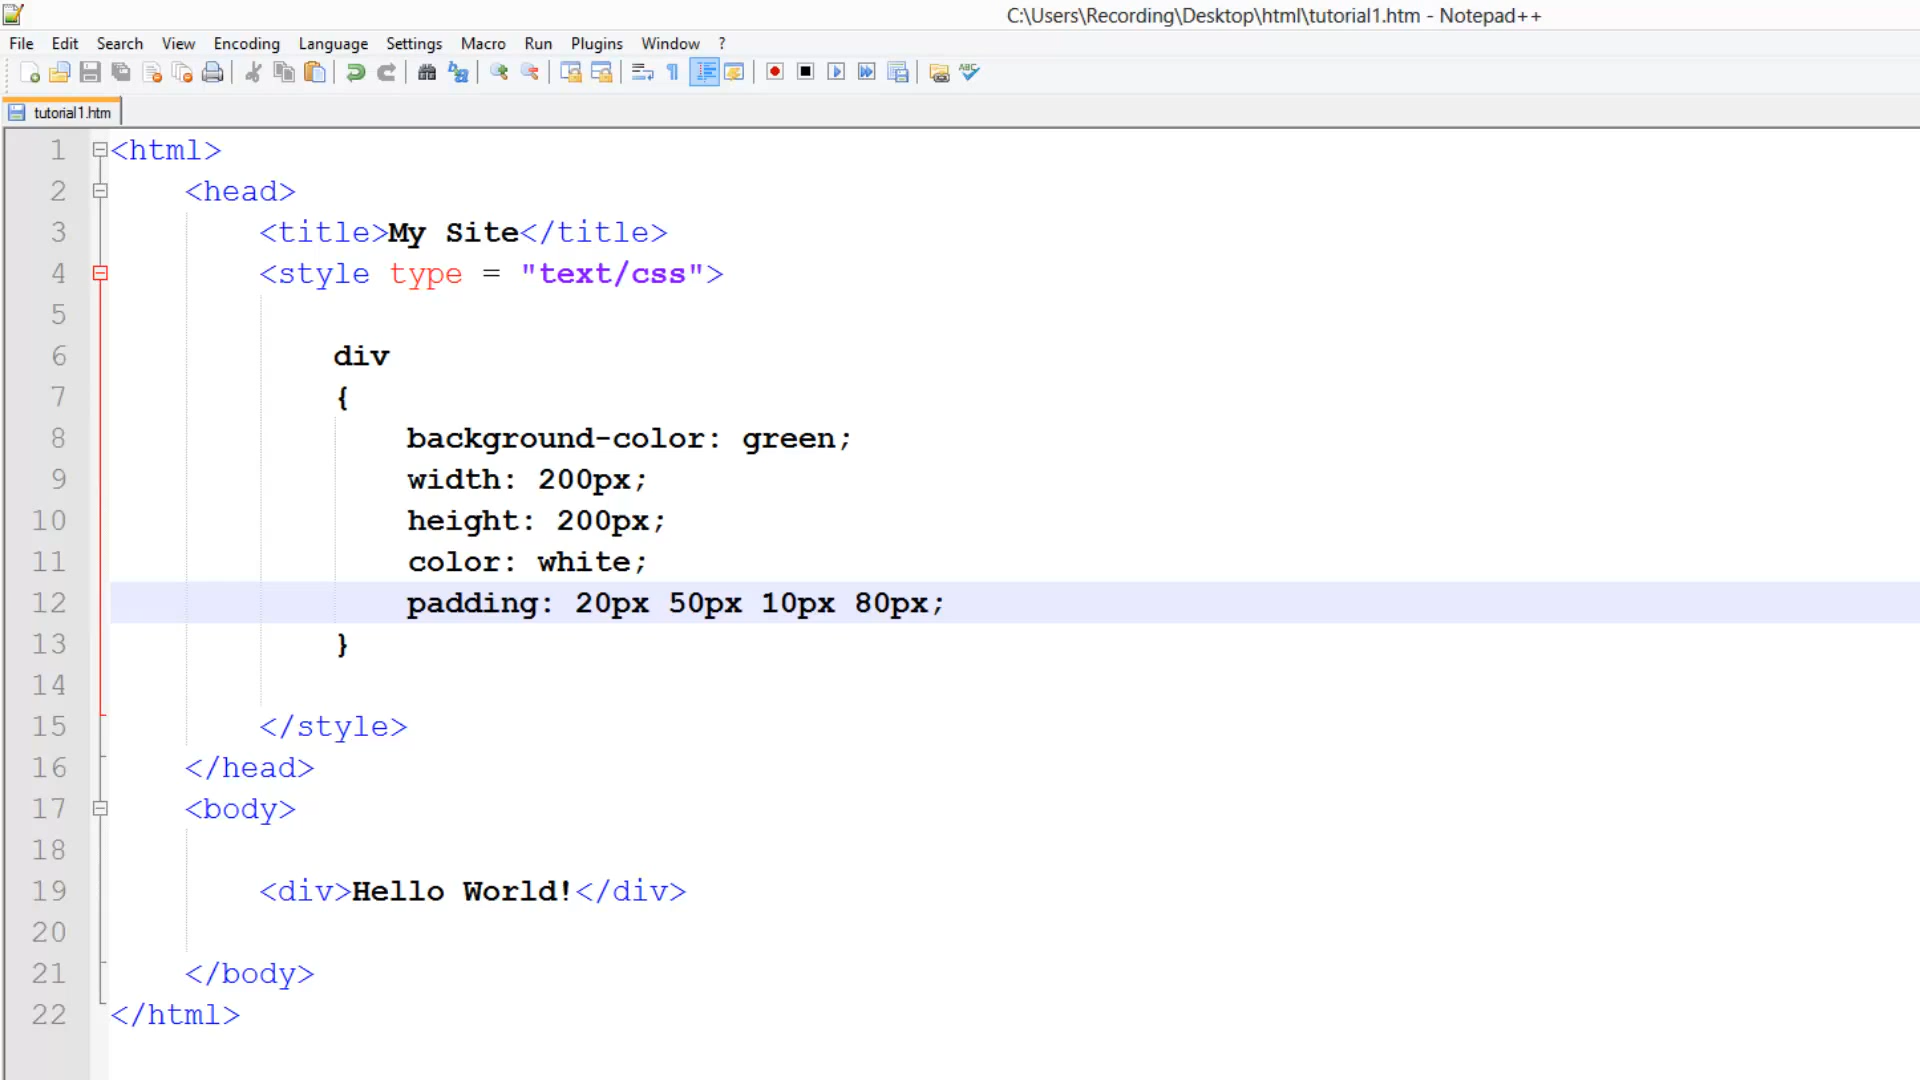 C:\Users\Recording\Desktop\html\tutorial1.htm - Notepad++
File Edit Search View Encoding Language Settings Macro Run Plugins Window ?
tutorial1.htm
1 <html>
2 <head>
3 <title>My Site</title>
4 <style type = "text/css">
5
6 div
7 {
8 background-color: green;
9 width: 200px;
10 height: 200px;
11 color: white;
12 padding: 20px 50px 10px 80px;
13 }
14
15 </style>
16 </head>
17 <body>
18
19 <div>Hello World!</div>
20
21 </body>
22 </html>